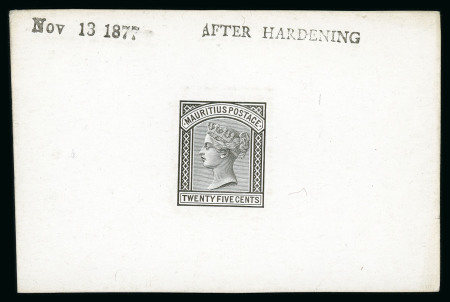 Nov 13 1877
AFTER HARDENING
MAURITIUS POSTAGE
TWENTY FIVE CENTS